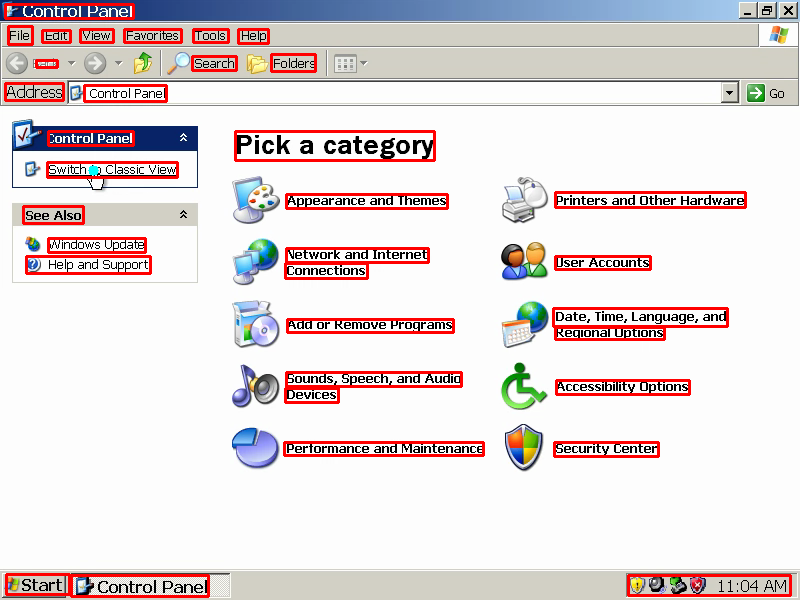 Control Panel
File Edit View Favorites Tools Help
Search Folders
Address Control Panel Go
Control Panel
Switch to Classic View
See Also
Windows Update
Help and Support
Pick a category
Appearance and Themes
Printers and Other Hardware
Network and Internet
Connections
User Accounts
Add or Remove Programs
Date, Time, Language, and
Regional Options
Sounds, Speech, and Audio
Devices
Accessibility Options
Performance and Maintenance
Security Center
Start Control Panel 11:04 AM